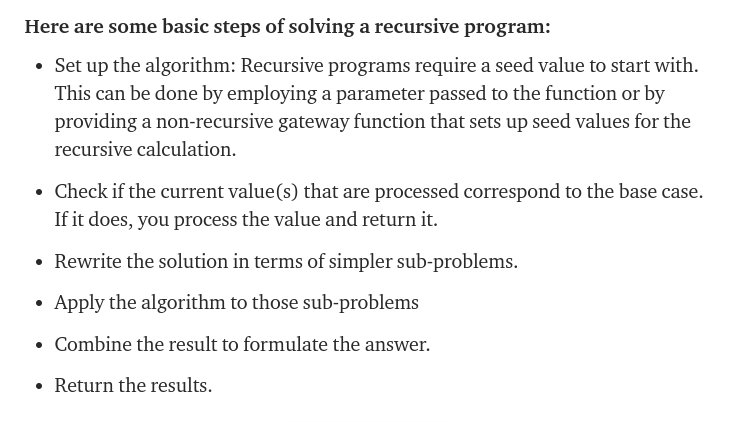 Here are some basic steps of solving a recursive program:
• Set up the algorithm: Recursive programs require a seed value to start with.
This can be done by employing a parameter passed to the function or by
providing a non-recursive gateway function that sets up seed values for the
recursive calculation.
• Check if the current value(s) that are processed correspond to the base case.
If it does, you process the value and return it.
• Rewrite the solution in terms of simpler sub-problems.
• Apply the algorithm to those sub-problems
• Combine the result to formulate the answer.
• Return the results.